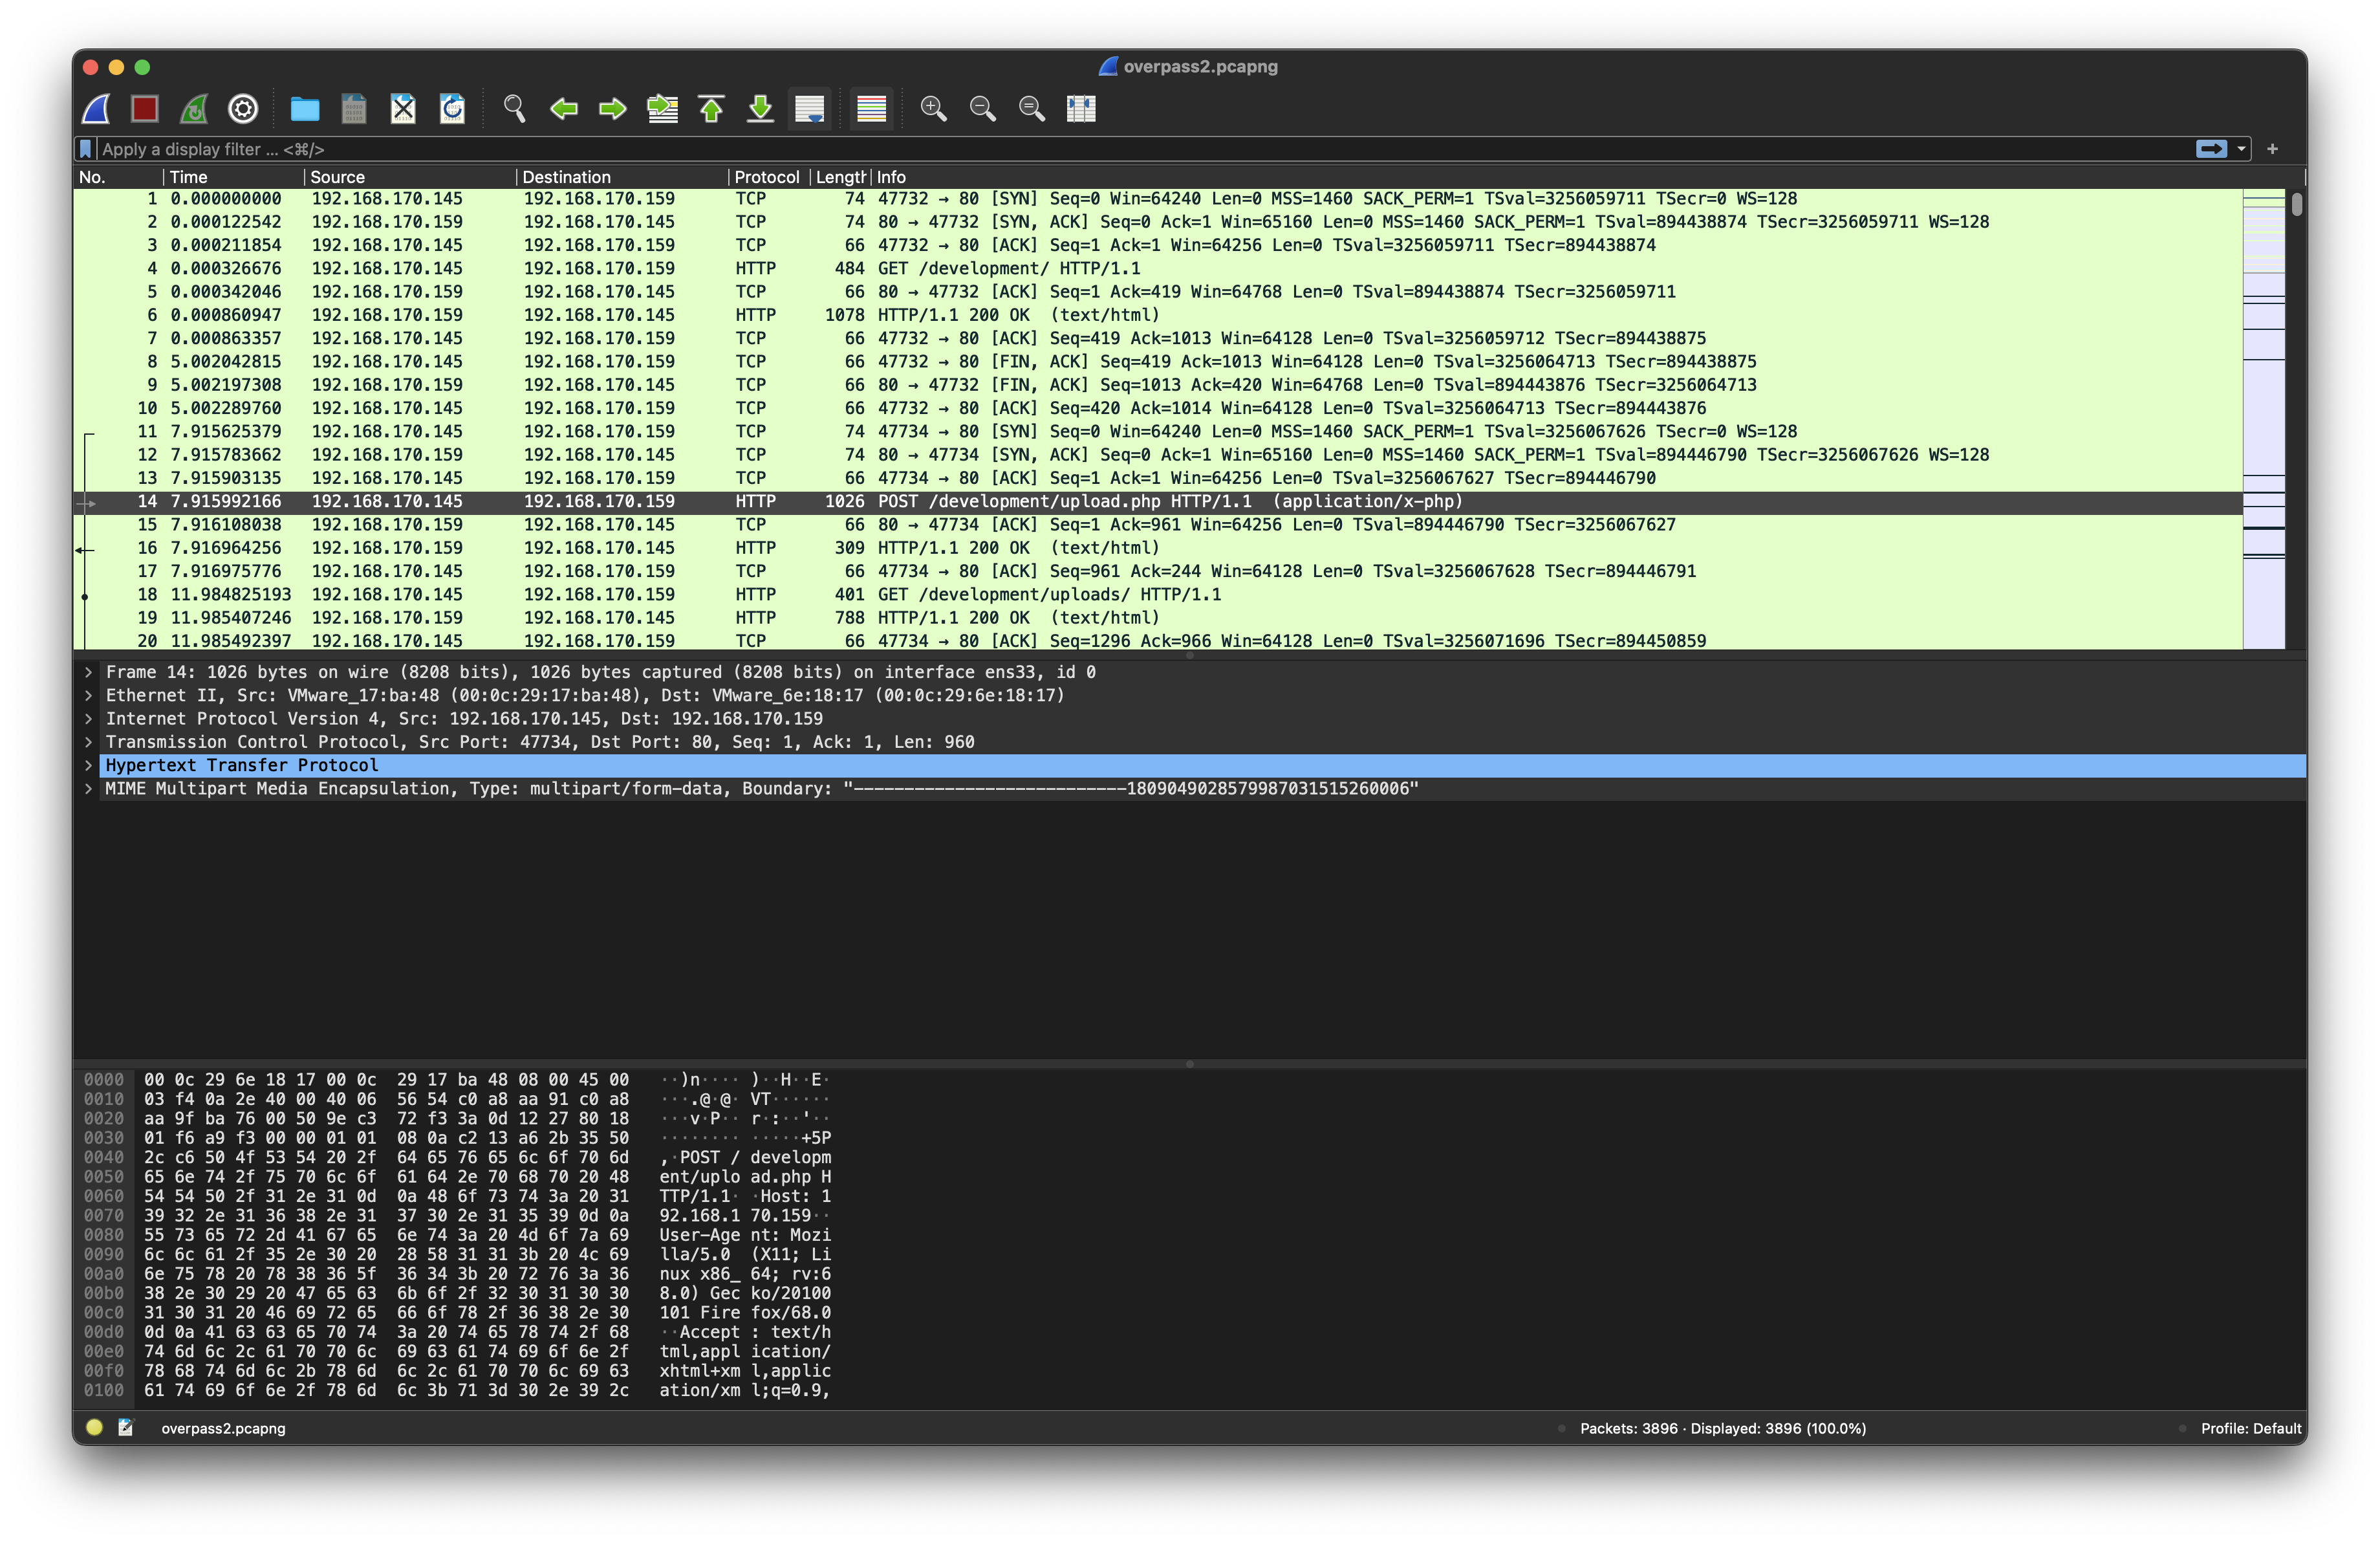 overpass2.pcapng
Apply a display filter ... <⌘/>
+
No. Time Source Destination Protocol Length Info
1 0.000000000 192.168.170.145 192.168.170.159 TCP 74 47732 → 80 [SYN] Seq=0 Win=64240 Len=0 MSS=1460 SACK_PERM=1 TSval=3256059711 TSecr=0 WS=128
2 0.000122542 192.168.170.159 192.168.170.145 TCP 74 80 → 47732 [SYN, ACK] Seq=0 Ack=1 Win=65160 Len=0 MSS=1460 SACK_PERM=1 TSval=894438874 TSecr=3256059711 WS=128
3 0.000211854 192.168.170.145 192.168.170.159 TCP 66 47732 → 80 [ACK] Seq=1 Ack=1 Win=64256 Len=0 TSval=3256059711 TSecr=894438874
4 0.000326676 192.168.170.145 192.168.170.159 HTTP 484 GET /development/ HTTP/1.1
5 0.000342046 192.168.170.159 192.168.170.145 TCP 66 80 → 47732 [ACK] Seq=1 Ack=419 Win=64768 Len=0 TSval=894438874 TSecr=3256059711
6 0.000860947 192.168.170.159 192.168.170.145 HTTP 1078 HTTP/1.1 200 OK  (text/html)
7 0.000863357 192.168.170.145 192.168.170.159 TCP 66 47732 → 80 [ACK] Seq=419 Ack=1013 Win=64128 Len=0 TSval=3256059712 TSecr=894438875
8 5.002042815 192.168.170.145 192.168.170.159 TCP 66 47732 → 80 [FIN, ACK] Seq=419 Ack=1013 Win=64128 Len=0 TSval=3256064713 TSecr=894438875
9 5.002197308 192.168.170.159 192.168.170.145 TCP 66 80 → 47732 [FIN, ACK] Seq=1013 Ack=420 Win=64768 Len=0 TSval=894443876 TSecr=3256064713
10 5.002289760 192.168.170.145 192.168.170.159 TCP 66 47732 → 80 [ACK] Seq=420 Ack=1014 Win=64128 Len=0 TSval=3256064713 TSecr=894443876
11 7.915625379 192.168.170.145 192.168.170.159 TCP 74 47734 → 80 [SYN] Seq=0 Win=64240 Len=0 MSS=1460 SACK_PERM=1 TSval=3256067626 TSecr=0 WS=128
12 7.915783662 192.168.170.159 192.168.170.145 TCP 74 80 → 47734 [SYN, ACK] Seq=0 Ack=1 Win=65160 Len=0 MSS=1460 SACK_PERM=1 TSval=894446790 TSecr=3256067626 WS=128
13 7.915903135 192.168.170.145 192.168.170.159 TCP 66 47734 → 80 [ACK] Seq=1 Ack=1 Win=64256 Len=0 TSval=3256067627 TSecr=894446790
14 7.915992166 192.168.170.145 192.168.170.159 HTTP 1026 POST /development/upload.php HTTP/1.1  (application/x-php)
15 7.916108038 192.168.170.159 192.168.170.145 TCP 66 80 → 47734 [ACK] Seq=1 Ack=961 Win=64256 Len=0 TSval=894446790 TSecr=3256067627
16 7.916964256 192.168.170.159 192.168.170.145 HTTP 309 HTTP/1.1 200 OK  (text/html)
17 7.916975776 192.168.170.145 192.168.170.159 TCP 66 47734 → 80 [ACK] Seq=961 Ack=244 Win=64128 Len=0 TSval=3256067628 TSecr=894446791
18 11.984825193 192.168.170.145 192.168.170.159 HTTP 401 GET /development/uploads/ HTTP/1.1
19 11.985407246 192.168.170.159 192.168.170.145 HTTP 788 HTTP/1.1 200 OK  (text/html)
20 11.985492397 192.168.170.145 192.168.170.159 TCP 66 47734 → 80 [ACK] Seq=1296 Ack=966 Win=64128 Len=0 TSval=3256071696 TSecr=894450859
> Frame 14: 1026 bytes on wire (8208 bits), 1026 bytes captured (8208 bits) on interface ens33, id 0
> Ethernet II, Src: VMware_17:ba:48 (00:0c:29:17:ba:48), Dst: VMware_6e:18:17 (00:0c:29:6e:18:17)
> Internet Protocol Version 4, Src: 192.168.170.145, Dst: 192.168.170.159
> Transmission Control Protocol, Src Port: 47734, Dst Port: 80, Seq: 1, Ack: 1, Len: 960
> Hypertext Transfer Protocol
> MIME Multipart Media Encapsulation, Type: multipart/form-data, Boundary: "---------------------------1809049028579987031515260006"
0000 00 0c 29 6e 18 17 00 0c 29 17 ba 48 08 00 45 00 ··)n···· )··H··E·
0010 03 f4 0a 2e 40 00 40 06 56 54 c0 a8 aa 91 c0 a8 ···.@·@· VT······
0020 aa 9f ba 76 00 50 9e c3 72 f3 3a 0d 12 27 80 18 ···v·P·· r·:··'··
0030 01 f6 a9 f3 00 00 01 01 08 0a c2 13 a6 2b 35 50 ········ ·····+5P
0040 2c c6 50 4f 53 54 20 2f 64 65 76 65 6c 6f 70 6d ,·POST / developm
0050 65 6e 74 2f 75 70 6c 6f 61 64 2e 70 68 70 20 48 ent/uplo ad.php H
0060 54 54 50 2f 31 2e 31 0d 0a 48 6f 73 74 3a 20 31 TTP/1.1· ·Host: 1
0070 39 32 2e 31 36 38 2e 31 37 30 2e 31 35 39 0d 0a 92.168.1 70.159··
0080 55 73 65 72 2d 41 67 65 6e 74 3a 20 4d 6f 7a 69 User-Age nt: Mozi
0090 6c 6c 61 2f 35 2e 30 20 28 58 31 31 3b 20 4c 69 lla/5.0  (X11; Li
00a0 6e 75 78 20 78 38 36 5f 36 34 3b 20 72 76 3a 36 nux x86_ 64; rv:6
00b0 38 2e 30 29 20 47 65 63 6b 6f 2f 32 30 31 30 30 8.0) Gec ko/20100
00c0 31 30 31 20 46 69 72 65 66 6f 78 2f 36 38 2e 30 101 Fire fox/68.0
00d0 0d 0a 41 63 63 65 70 74 3a 20 74 65 78 74 2f 68 ··Accept : text/h
00e0 74 6d 6c 2c 61 70 70 6c 69 63 61 74 69 6f 6e 2f tml,appl ication/
00f0 78 68 74 6d 6c 2b 78 6d 6c 2c 61 70 70 6c 69 63 xhtml+xm l,applic
0100 61 74 69 6f 6e 2f 78 6d 6c 3b 71 3d 30 2e 39 2c ation/xm l;q=0.9,
overpass2.pcapng Packets: 3896 · Displayed: 3896 (100.0%) Profile: Default